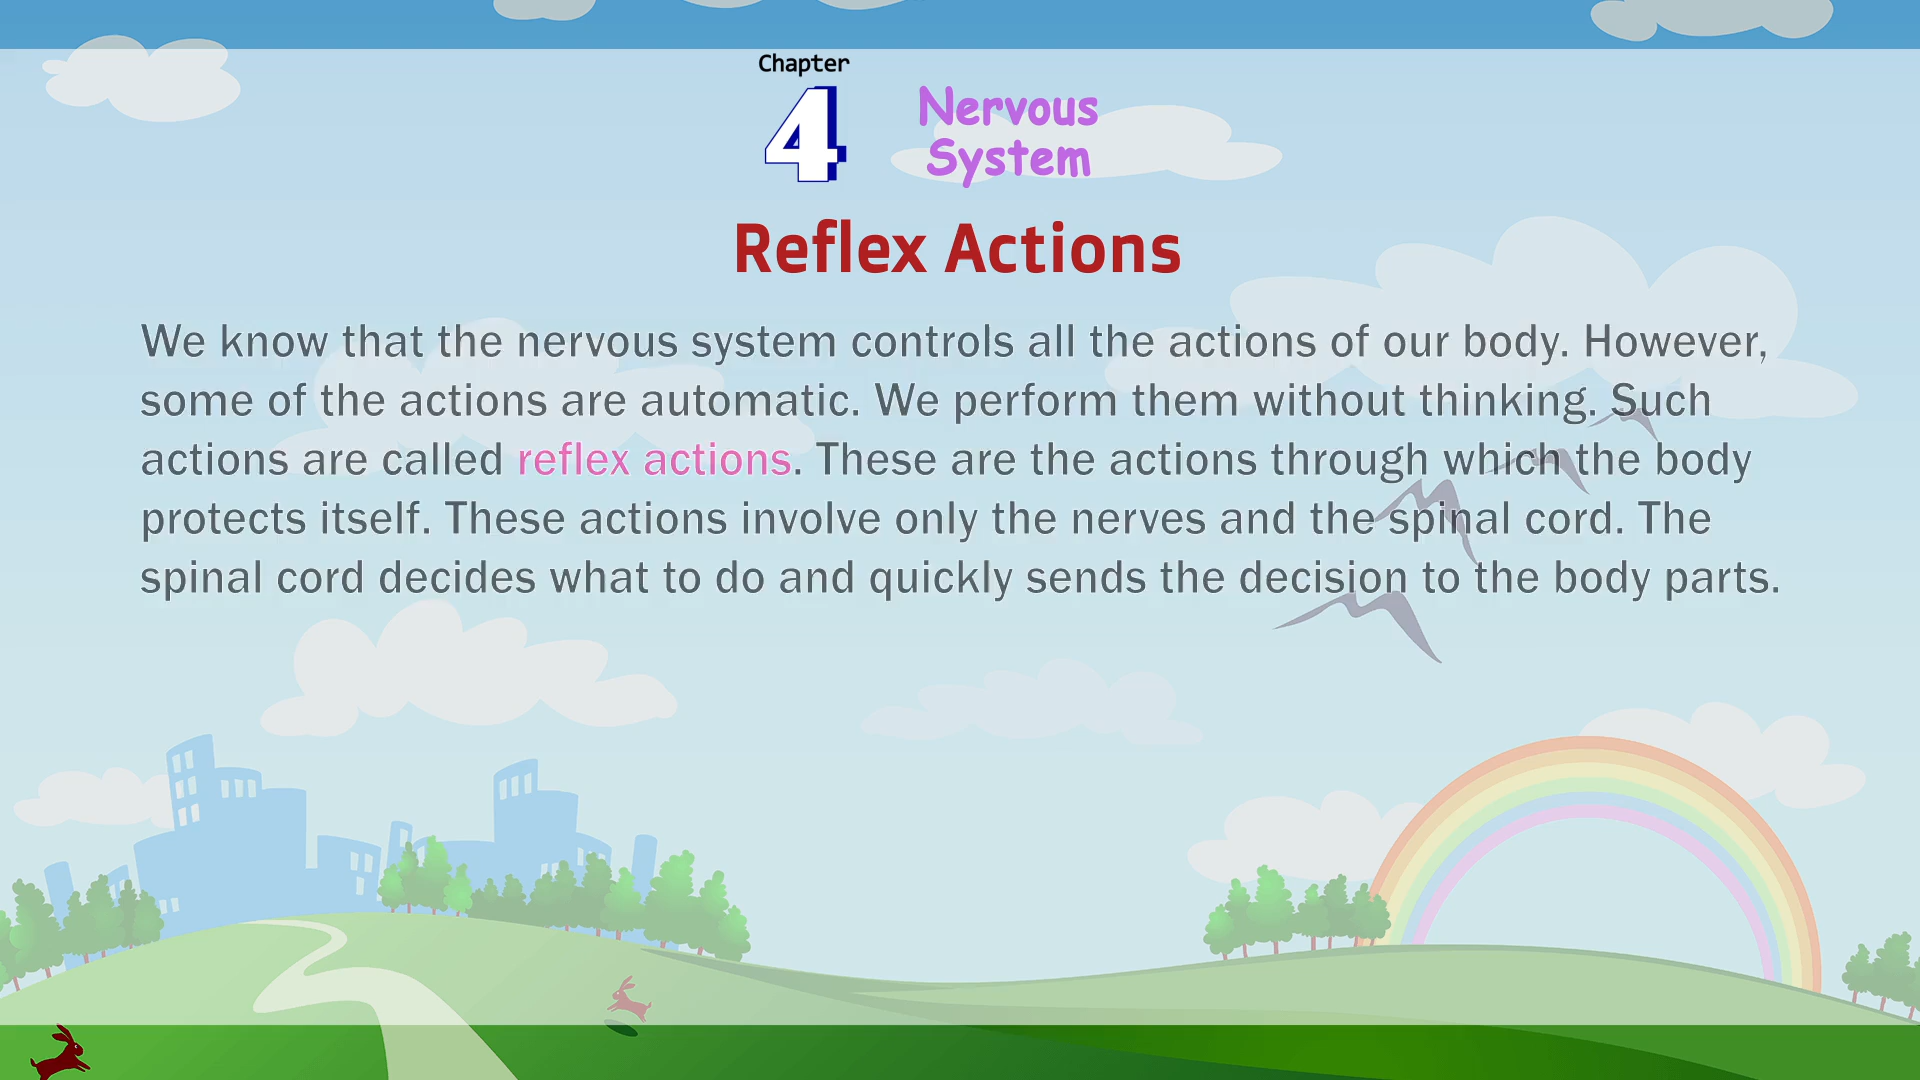 Chapter
4
Nervous
System
Reflex Actions
We know that the nervous system controls all the actions of our body. However,
some of the actions are automatic. We perform them without thinking. Such
actions are called reflex actions. These are the actions through which the body
protects itself. These actions involve only the nerves and the spinal cord. The
spinal cord decides what to do and quickly sends the decision to the body parts.